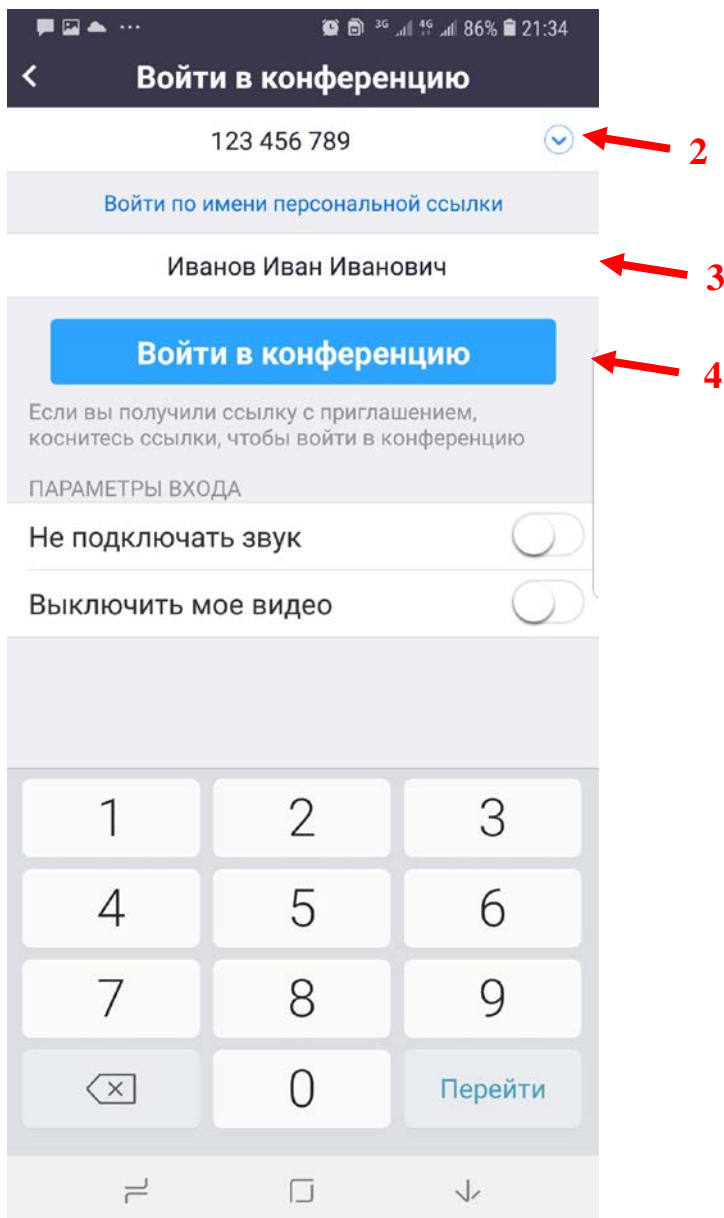 3G 4G 86% 21:34
Войти в конференцию
123 456 789
2
Войти по имени персональной ссылки
Иванов Иван Иванович
3
Войти в конференцию
4
Если вы получили ссылку с приглашением,
коснитесь ссылки, чтобы войти в конференцию
ПАРАМЕТРЫ ВХОДА
Не подключать звук
Выключить мое видео
1 2 3
4 5 6
7 8 9
0 Перейти